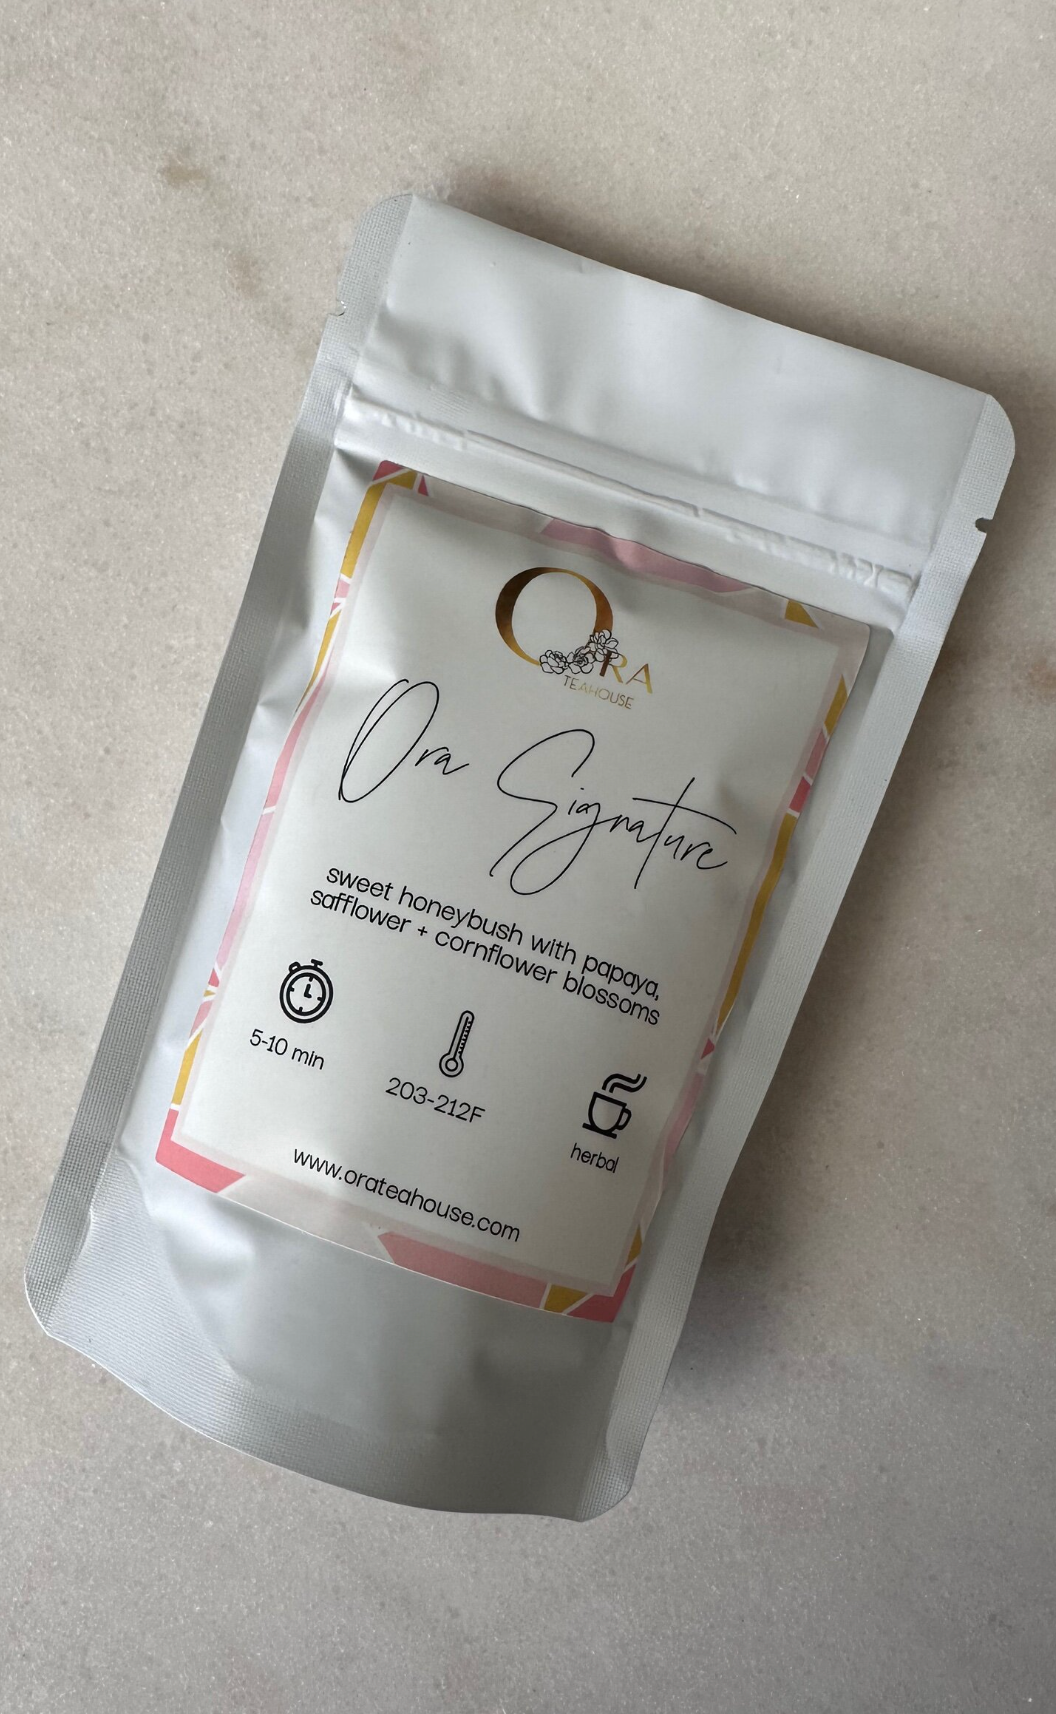 ORA
TEAHOUSE
Ora Signature
sweet honeybush with papaya,
safflower + cornflower blossoms
5-10 min
203-212F
herbal
www.orateahouse.com